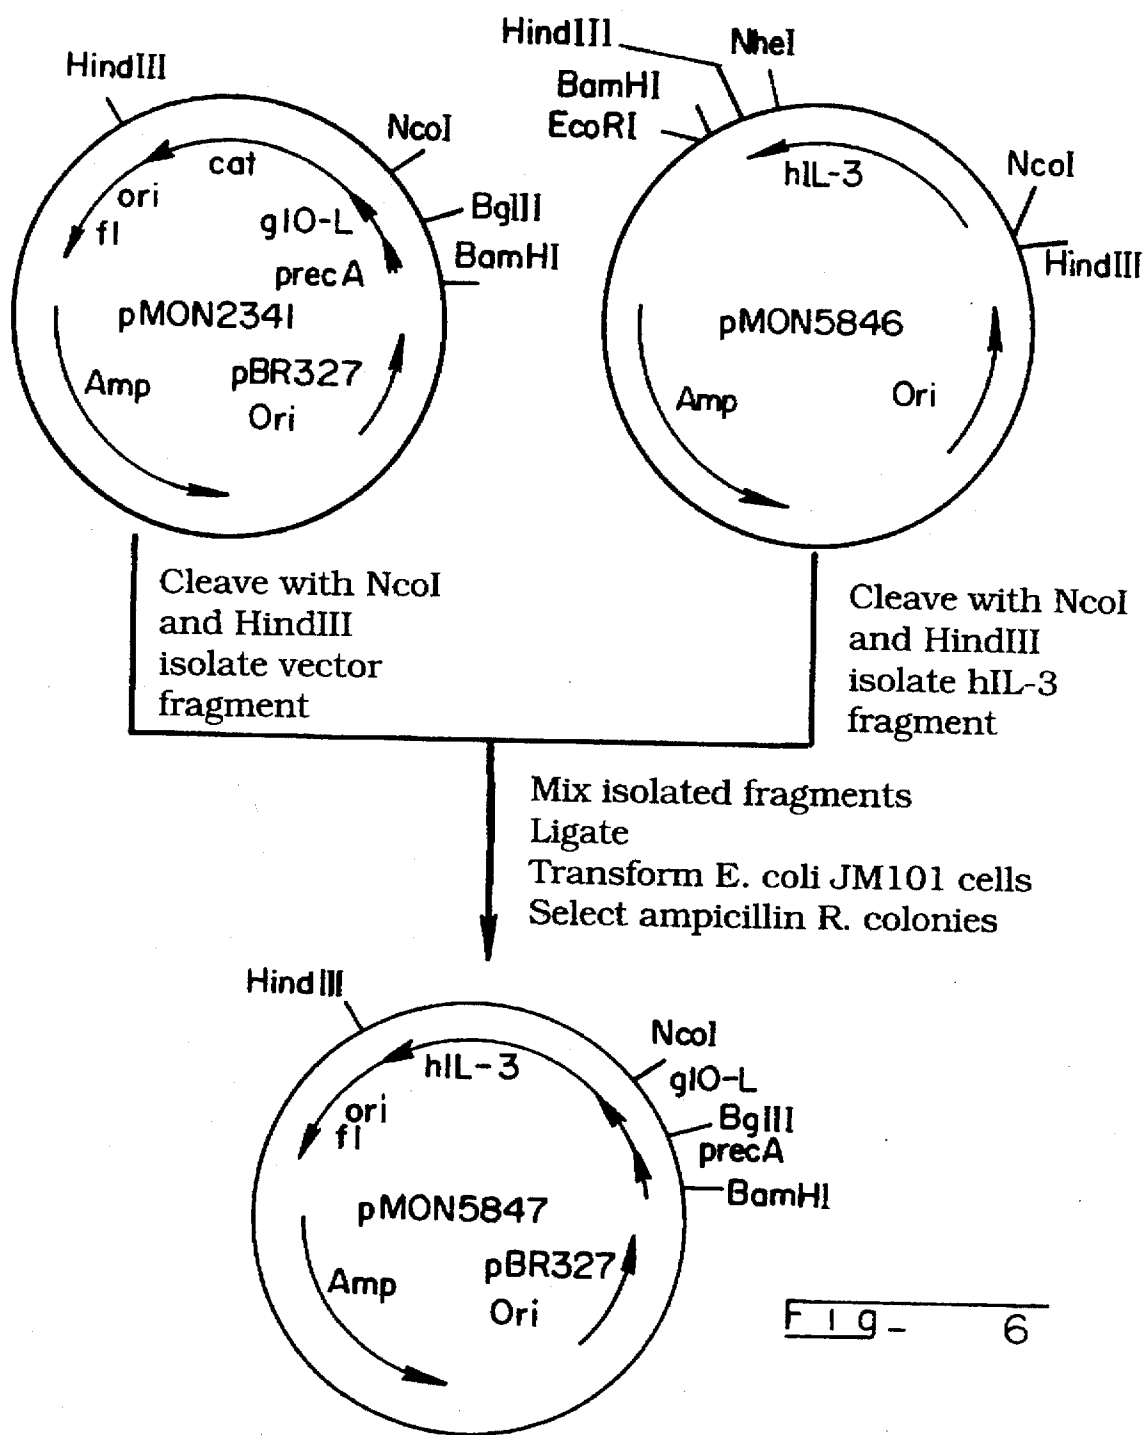 HindIII
NcoI
BglII
BamHI
cat
ori
f1
g10-L
precA
pMON2341
Amp
pBR327
Ori
HindIII
NheI
BamHI
EcoRI
hIL-3
NcoI
HindIII
pMON5846
Amp
Ori
Cleave with NcoI
and HindIII
isolate vector
fragment
Cleave with NcoI
and HindIII
isolate hIL-3
fragment
Mix isolated fragments
Ligate
Transform E. coli JM101 cells
Select ampicillin R. colonies
HindIII
NcoI
g10-L
BglII
precA
BamHI
hIL-3
ori
f1
pMON5847
Amp
pBR327
Ori
Fig- 6